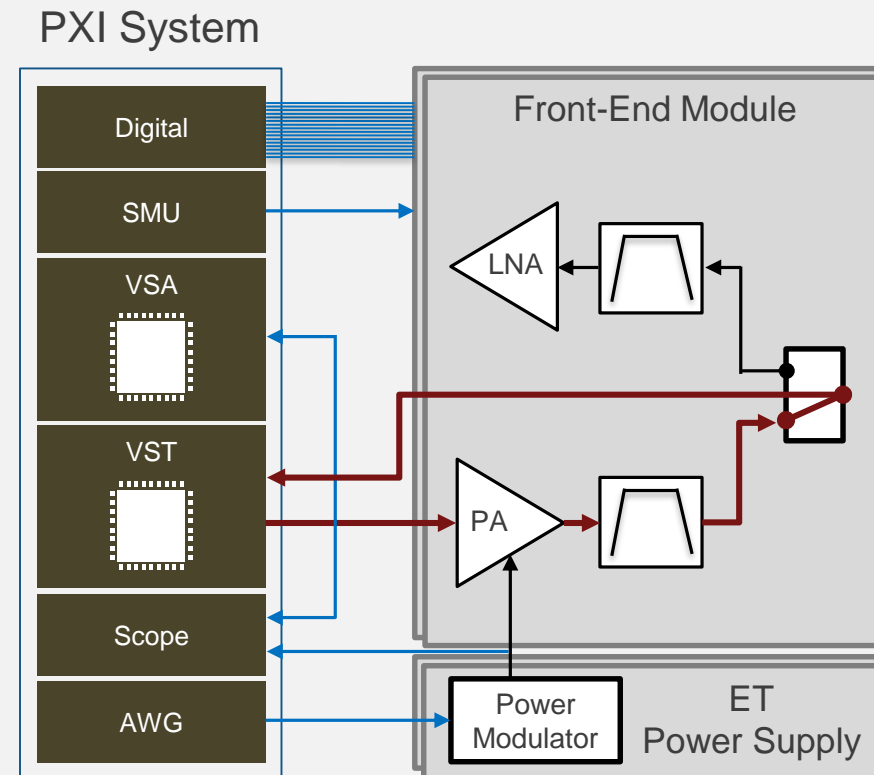 PXI System
Digital
SMU
VSA
VST
Scope
AWG
Front-End Module
LNA
PA
Power
Modulator
ET
Power Supply